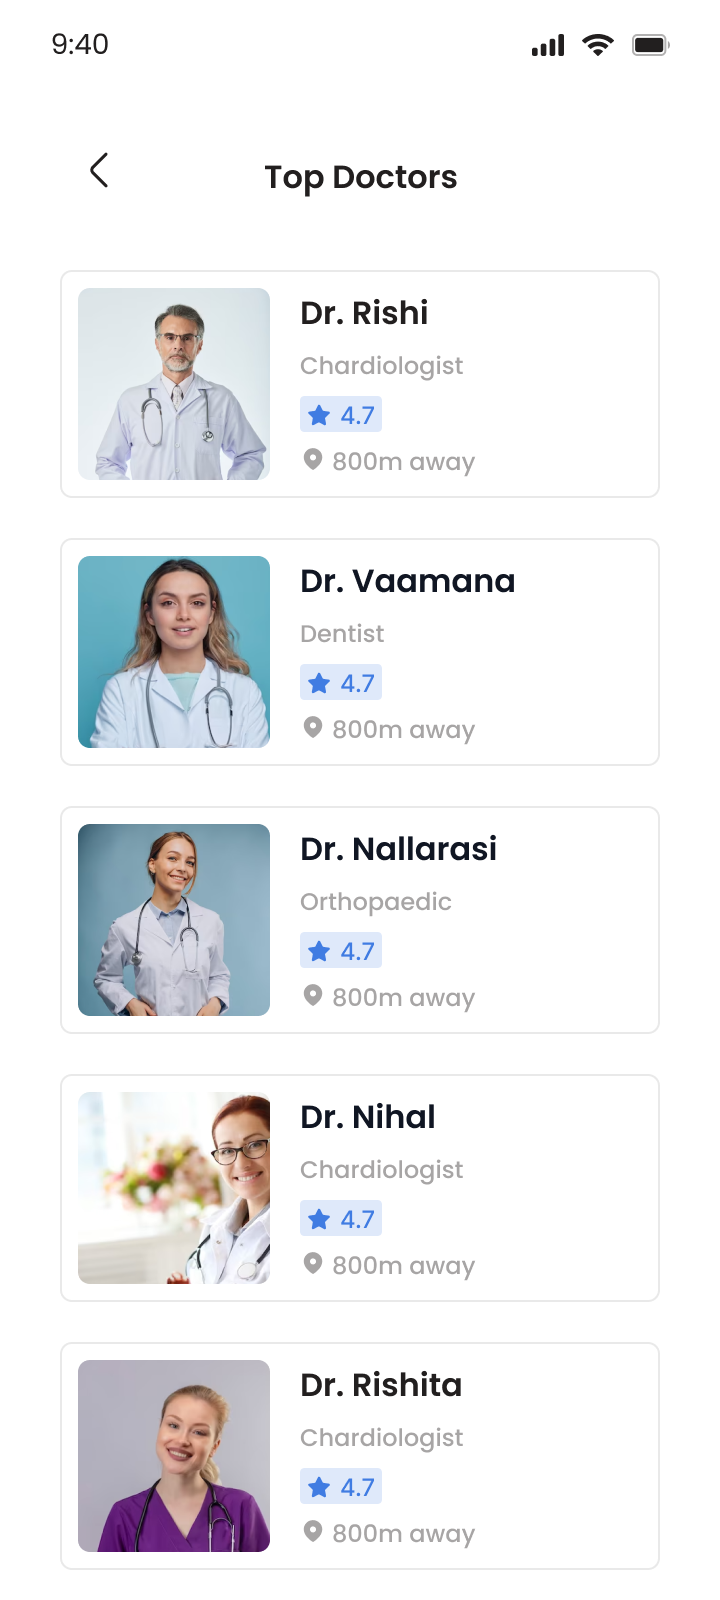 9:40
Top Doctors
Dr. Rishi
Chardiologist
4.7
800m away
Dr. Vaamana
Dentist
4.7
800m away
Dr. Nallarasi
Orthopaedic
4.7
800m away
Dr. Nihal
Chardiologist
4.7
800m away
Dr. Rishita
Chardiologist
4.7
800m away